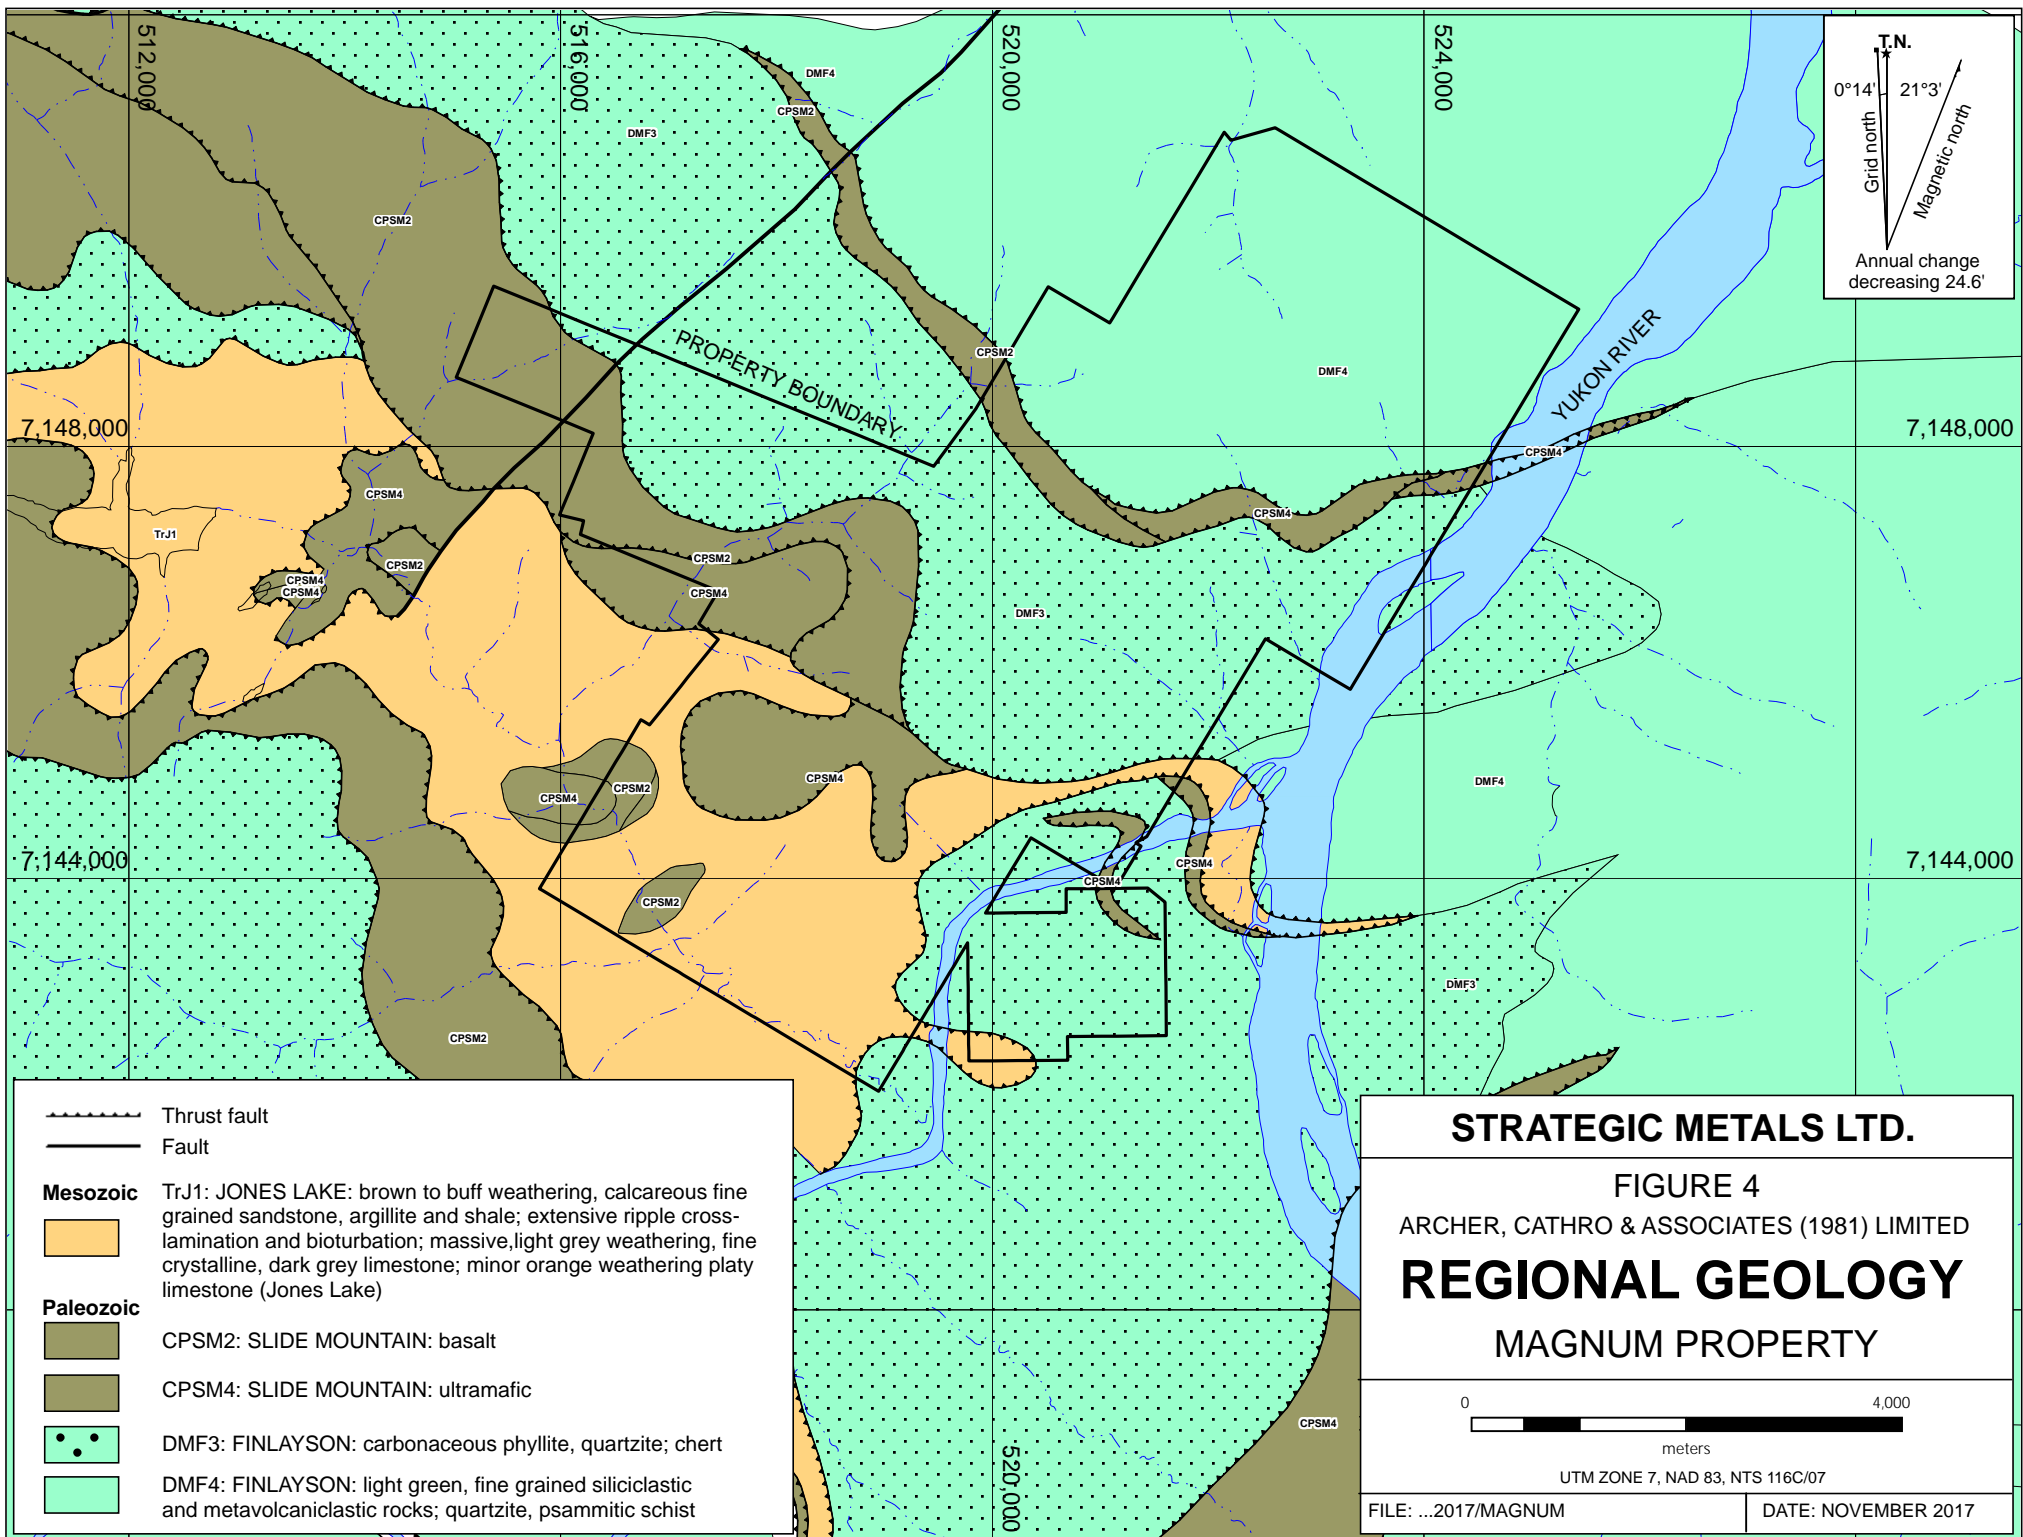 512,000
516,000
520,000
524,000
T.N.
0°14'
21°3'
Grid north
Magnetic north
Annual change
decreasing 24.6'
DMF4
CPSM2
DMF3
CPSM2
PROPERTY BOUNDARY
CPSM2
DMF4
YUKON RIVER
7,148,000
7,148,000
CPSM4
CPSM4
CPSM4
TrJ1
CPSM2
CPSM2
CPSM4
CPSM4
CPSM4
DMF3
CPSM4
CPSM2
CPSM4
DMF4
7,144,000
7,144,000
CPSM4
CPSM4
CPSM2
DMF3
CPSM2
CPSM4
520,000
Thrust fault
Fault
Mesozoic
TrJ1: JONES LAKE: brown to buff weathering, calcareous fine
grained sandstone, argillite and shale; extensive ripple cross-
lamination and bioturbation; massive,light grey weathering, fine
crystalline, dark grey limestone; minor orange weathering platy
limestone (Jones Lake)
Paleozoic
CPSM2: SLIDE MOUNTAIN: basalt
CPSM4: SLIDE MOUNTAIN: ultramafic
DMF3: FINLAYSON: carbonaceous phyllite, quartzite; chert
DMF4: FINLAYSON: light green, fine grained siliciclastic
and metavolcaniclastic rocks; quartzite, psammitic schist
STRATEGIC METALS LTD.
FIGURE 4
ARCHER, CATHRO & ASSOCIATES (1981) LIMITED
REGIONAL GEOLOGY
MAGNUM PROPERTY
0
4,000
meters
UTM ZONE 7, NAD 83, NTS 116C/07
FILE: ...2017/MAGNUM
DATE: NOVEMBER 2017